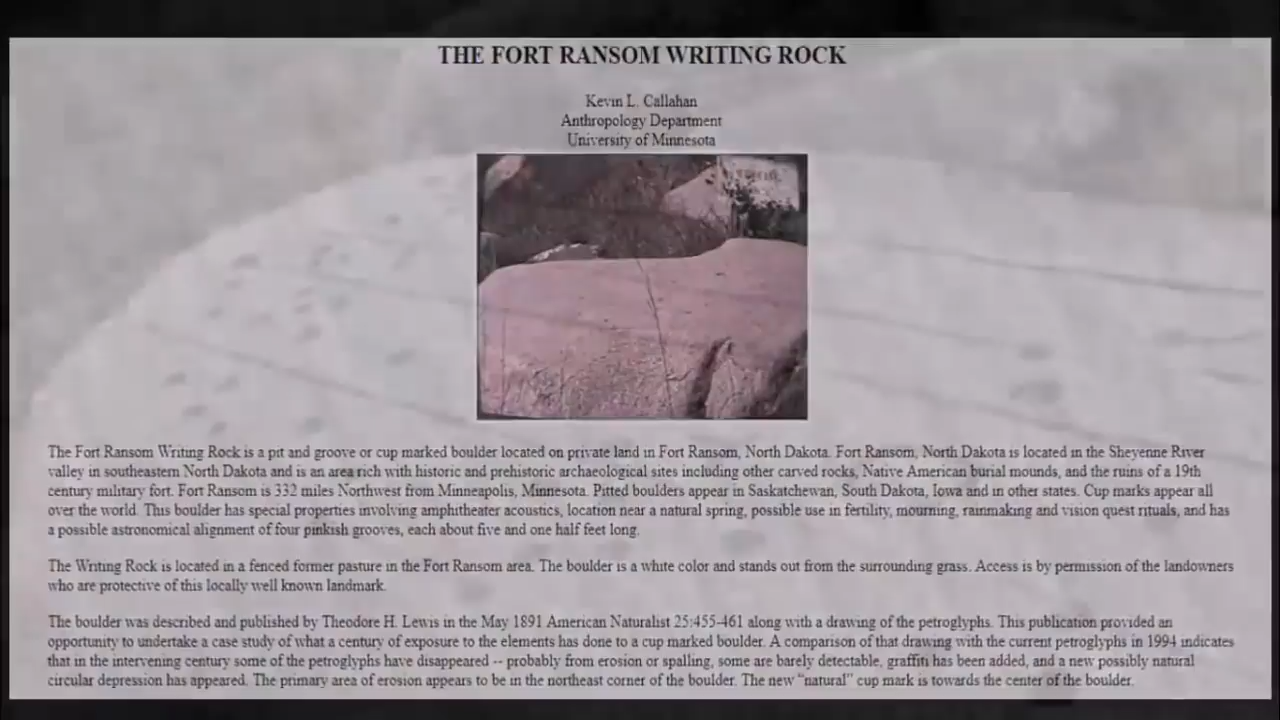 THE FORT RANSOM WRITING ROCK
Kevin L. Callahan
Anthropology Department
University of Minnesota
The Fort Ransom Writing Rock is a pit and groove or cup marked boulder located on private land in Fort Ransom, North Dakota. Fort Ransom, North Dakota is located in the Sheyenne River
valley in southeastern North Dakota and is an area rich with historic and prehistoric archaeological sites including other carved rocks, Native American burial mounds, and the ruins of a 19th
century military fort. Fort Ransom is 332 miles Northwest from Minneapolis, Minnesota. Pitted boulders appear in Saskatchewan, South Dakota, Iowa and in other states. Cup marks appear all
over the world. This boulder has special properties involving amphitheater acoustics, location near a natural spring, possible use in fertility, mourning, rainmaking and vision quest rituals, and has
a possible astronomical alignment of four pinkish grooves, each about five and one half feet long.
The Writing Rock is located in a fenced former pasture in the Fort Ransom area. The boulder is a white color and stands out from the surrounding grass. Access is by permission of the landowners
who are protective of this locally well known landmark.
The boulder was described and published by Theodore H. Lewis in the May 1891 American Naturalist 25:455-461 along with a drawing of the petroglyphs. This publication provided an
opportunity to undertake a case study of what a century of exposure to the elements has done to a cup marked boulder. A comparison of that drawing with the current petroglyphs in 1994 indicates
that in the intervening century some of the petroglyphs have disappeared -- probably from erosion or spalling, some are barely detectable, graffiti has been added, and a new possibly natural
circular depression has appeared. The primary area of erosion appears to be in the northeast corner of the boulder. The new "natural" cup mark is towards the center of the boulder.